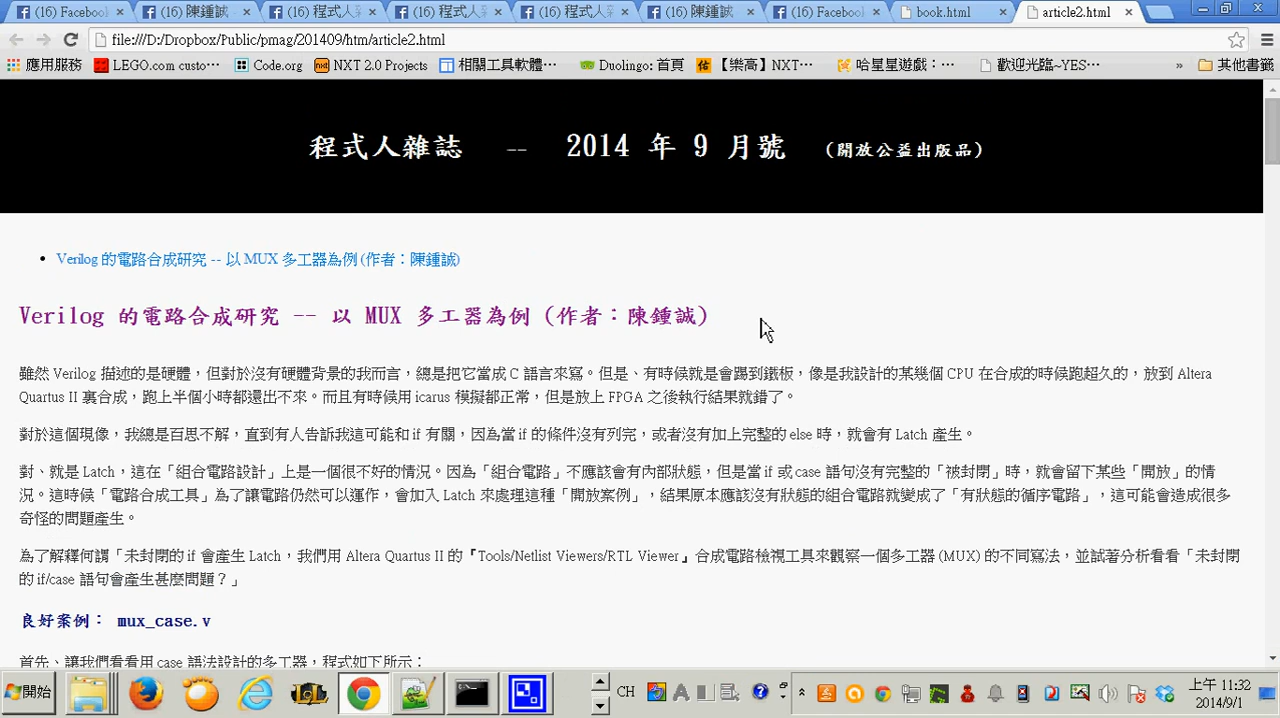 (16) Facebook
(16) 陳鍾誠
(16) 程式人
(16) 程式人
(16) 程式人
(16) 陳鍾誠
(16) Facebook
book.html
article2.html
file:///D:/Dropbox/Public/pmag/201409/htm/article2.html
應用服務
LEGO.com custo…
Code.org
NXT 2.0 Projects
相關工具軟體…
Duolingo: 首頁
【樂高】NXT…
哈星星遊戲：…
歡迎光臨~YES…
»
其他書籤
程式人雜誌 -- 2014 年 9 月號 (開放公益出版品)
Verilog 的電路合成研究 -- 以 MUX 多工器為例 (作者：陳鍾誠)
Verilog 的電路合成研究 -- 以 MUX 多工器為例 (作者：陳鍾誠)
雖然 Verilog 描述的是硬體，但對於沒有硬體背景的我而言，總是把它當成 C 語言來寫。但是、有時候就是會踢到鐵板，像是我設計的某幾個 CPU 在合成的時候跑超久的，放到 Altera
Quartus II 裏合成，跑上半個小時都還出不來。而且有時候用 icarus 模擬都正常，但是放上 FPGA 之後執行結果就錯了。
對於這個現像，我總是百思不解，直到有人告訴我這可能和 if 有關，因為當 if 的條件沒有列完，或者沒有加上完整的 else 時，就會有 Latch 產生。
對、就是 Latch，這在「組合電路設計」上是一個很不好的情況。因為「組合電路」不應該會有內部狀態，但是當 if 或 case 語句沒有完整的「被封閉」時，就會留下某些「開放」的情
況。這時候「電路合成工具」為了讓電路仍然可以運作，會加入 Latch 來處理這種「開放案例」，結果原本應該沒有狀態的組合電路就變成了「有狀態的循序電路」，這可能會造成很多
奇怪的問題產生。
為了解釋何謂「未封閉的 if 會產生 Latch，我們用 Altera Quartus II 的『Tools/Netlist Viewers/RTL Viewer』合成電路檢視工具來觀察一個多工器 (MUX) 的不同寫法，並試著分析看看「未封閉
的 if/case 語句會產生甚麼問題？」
良好案例： mux_case.v
首先、讓我們看看用 case 語法設計的多工器，程式如下所示：
開始
CH
上午 11:32
2014/9/1